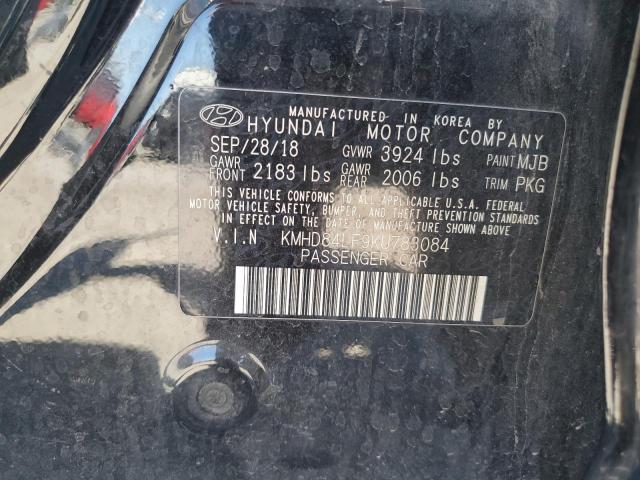 MANUFACTURED IN KOREA BY
HYUNDAI MOTOR COMPANY
SEP/28/18 GVWR 3924 lbs PAINT MJB
GAWR FRONT 2183 lbs GAWR REAR 2006 lbs TRIM PKG
THIS VEHICLE CONFORMS TO ALL APPLICABLE U.S.A. FEDERAL
MOTOR VEHICLE SAFETY, BUMPER, AND THEFT PREVENTION STANDARDS
IN EFFECT ON THE DATE OF MANUFACTURE SHOWN ABOVE.
V.I.N KMHD84LF9KU783084
PASSENGER CAR